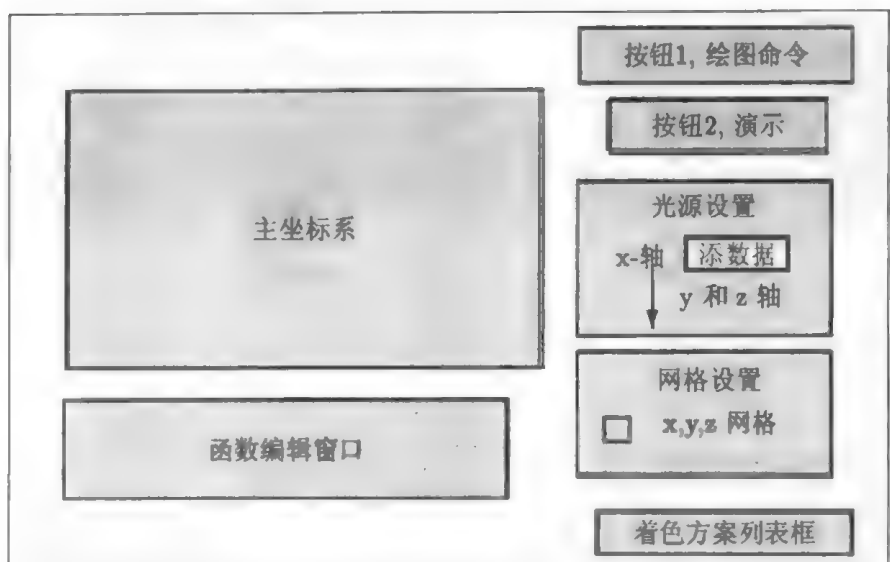 按钮1, 绘图命令
按钮2, 演示
主坐标系
光源设置
x-轴 添数据
y 和 z 轴
网格设置
x,y,z 网格
函数编辑窗口
着色方案列表框